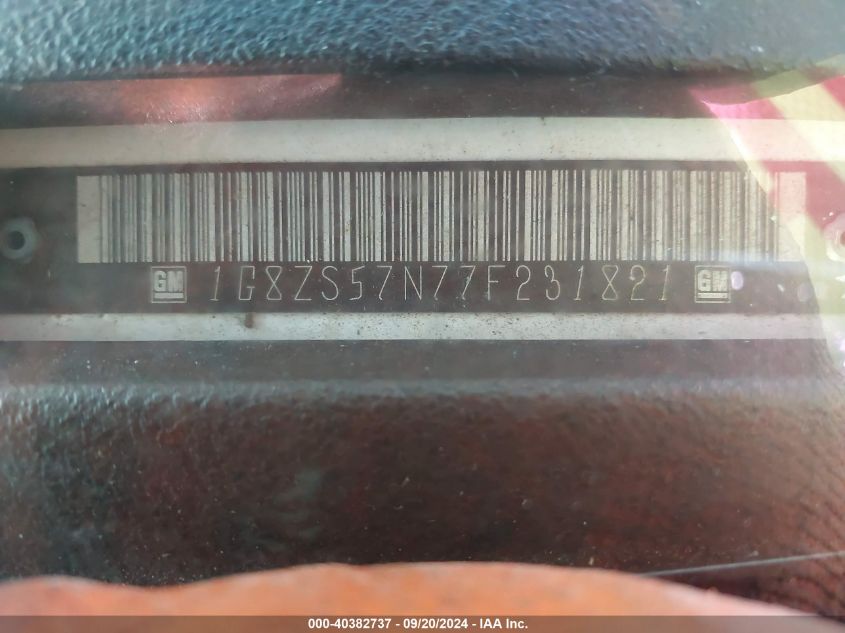 GM 1G8ZS57N77F231821 GM
000-40382737 - 09/20/2024 - IAA Inc.